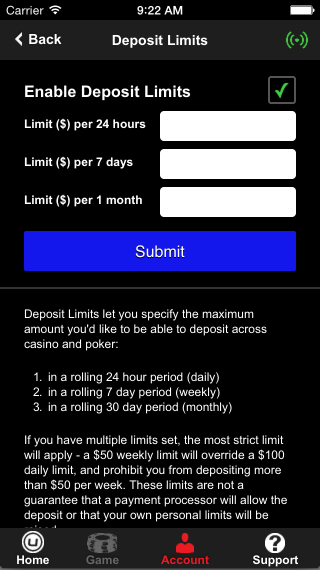 Carrier 9:22 AM
Back Deposit Limits
Enable Deposit Limits
Limit ($) per 24 hours
Limit ($) per 7 days
Limit ($) per 1 month
Submit
Deposit Limits let you specify the maximum
amount you'd like to be able to deposit across
casino and poker:
1. in a rolling 24 hour period (daily)
2. in a rolling 7 day period (weekly)
3. in a rolling 30 day period (monthly)
If you have multiple limits set, the most strict limit
will apply - a $50 weekly limit will override a $100
daily limit, and prohibit you from depositing more
than $50 per week. These limits are not a
guarantee that a payment processor will allow the
deposit or that your own personal limits will be
Home Game Account Support